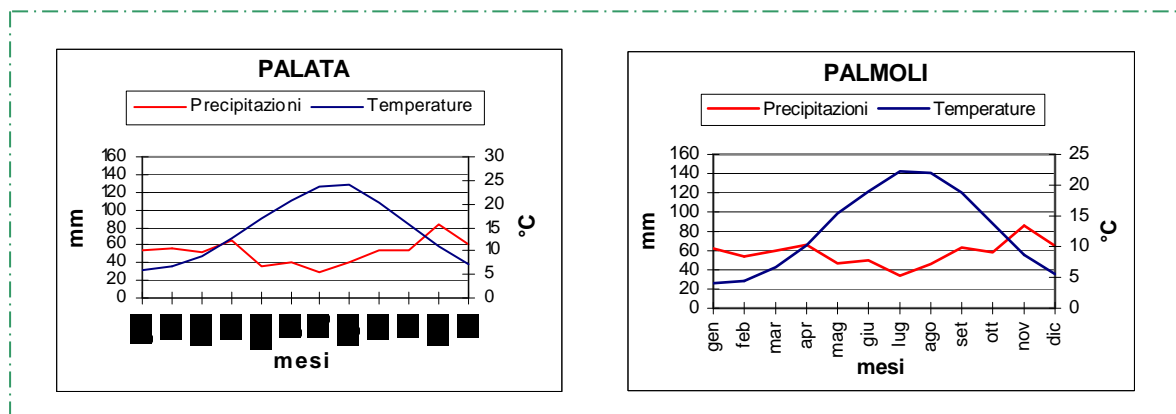 PALATA
Precipitazioni Temperature
160
140
120
100
80
60
40
20
0
mm
30
25
20
15
10
5
0
°C
mesi
PALMOLI
Precipitazioni Temperature
160
140
120
100
80
60
40
20
0
mm
25
20
15
10
5
0
°C
gen
feb
mar
apr
mag
giu
lug
ago
set
ott
nov
dic
mesi